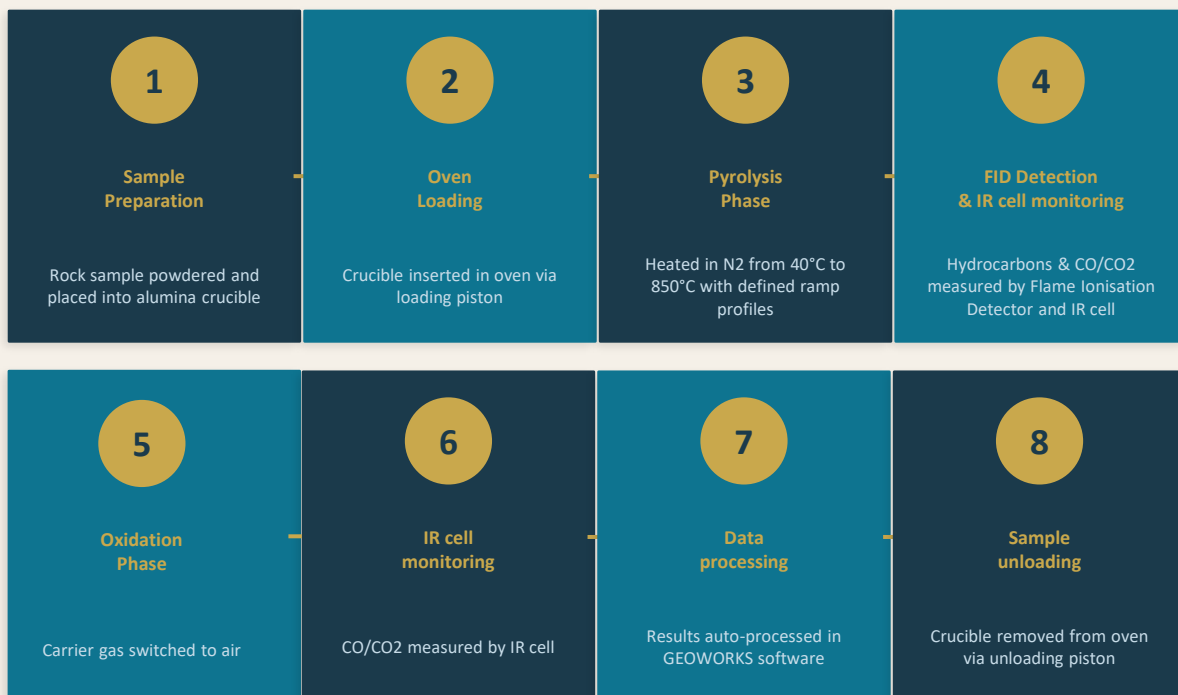 1
Sample
Preparation
Rock sample powdered and
placed into alumina crucible
2
Oven
Loading
Crucible inserted in oven via
loading piston
3
Pyrolysis
Phase
Heated in N2 from 40°C to
850°C with defined ramp
profiles
4
FID Detection
& IR cell monitoring
Hydrocarbons & CO/CO2
measured by Flame Ionisation
Detector and IR cell
5
Oxidation
Phase
Carrier gas switched to air
6
IR cell
monitoring
CO/CO2 measured by IR cell
7
Data
processing
Results auto-processed in
GEOWORKS software
8
Sample
unloading
Crucible removed from oven
via unloading piston